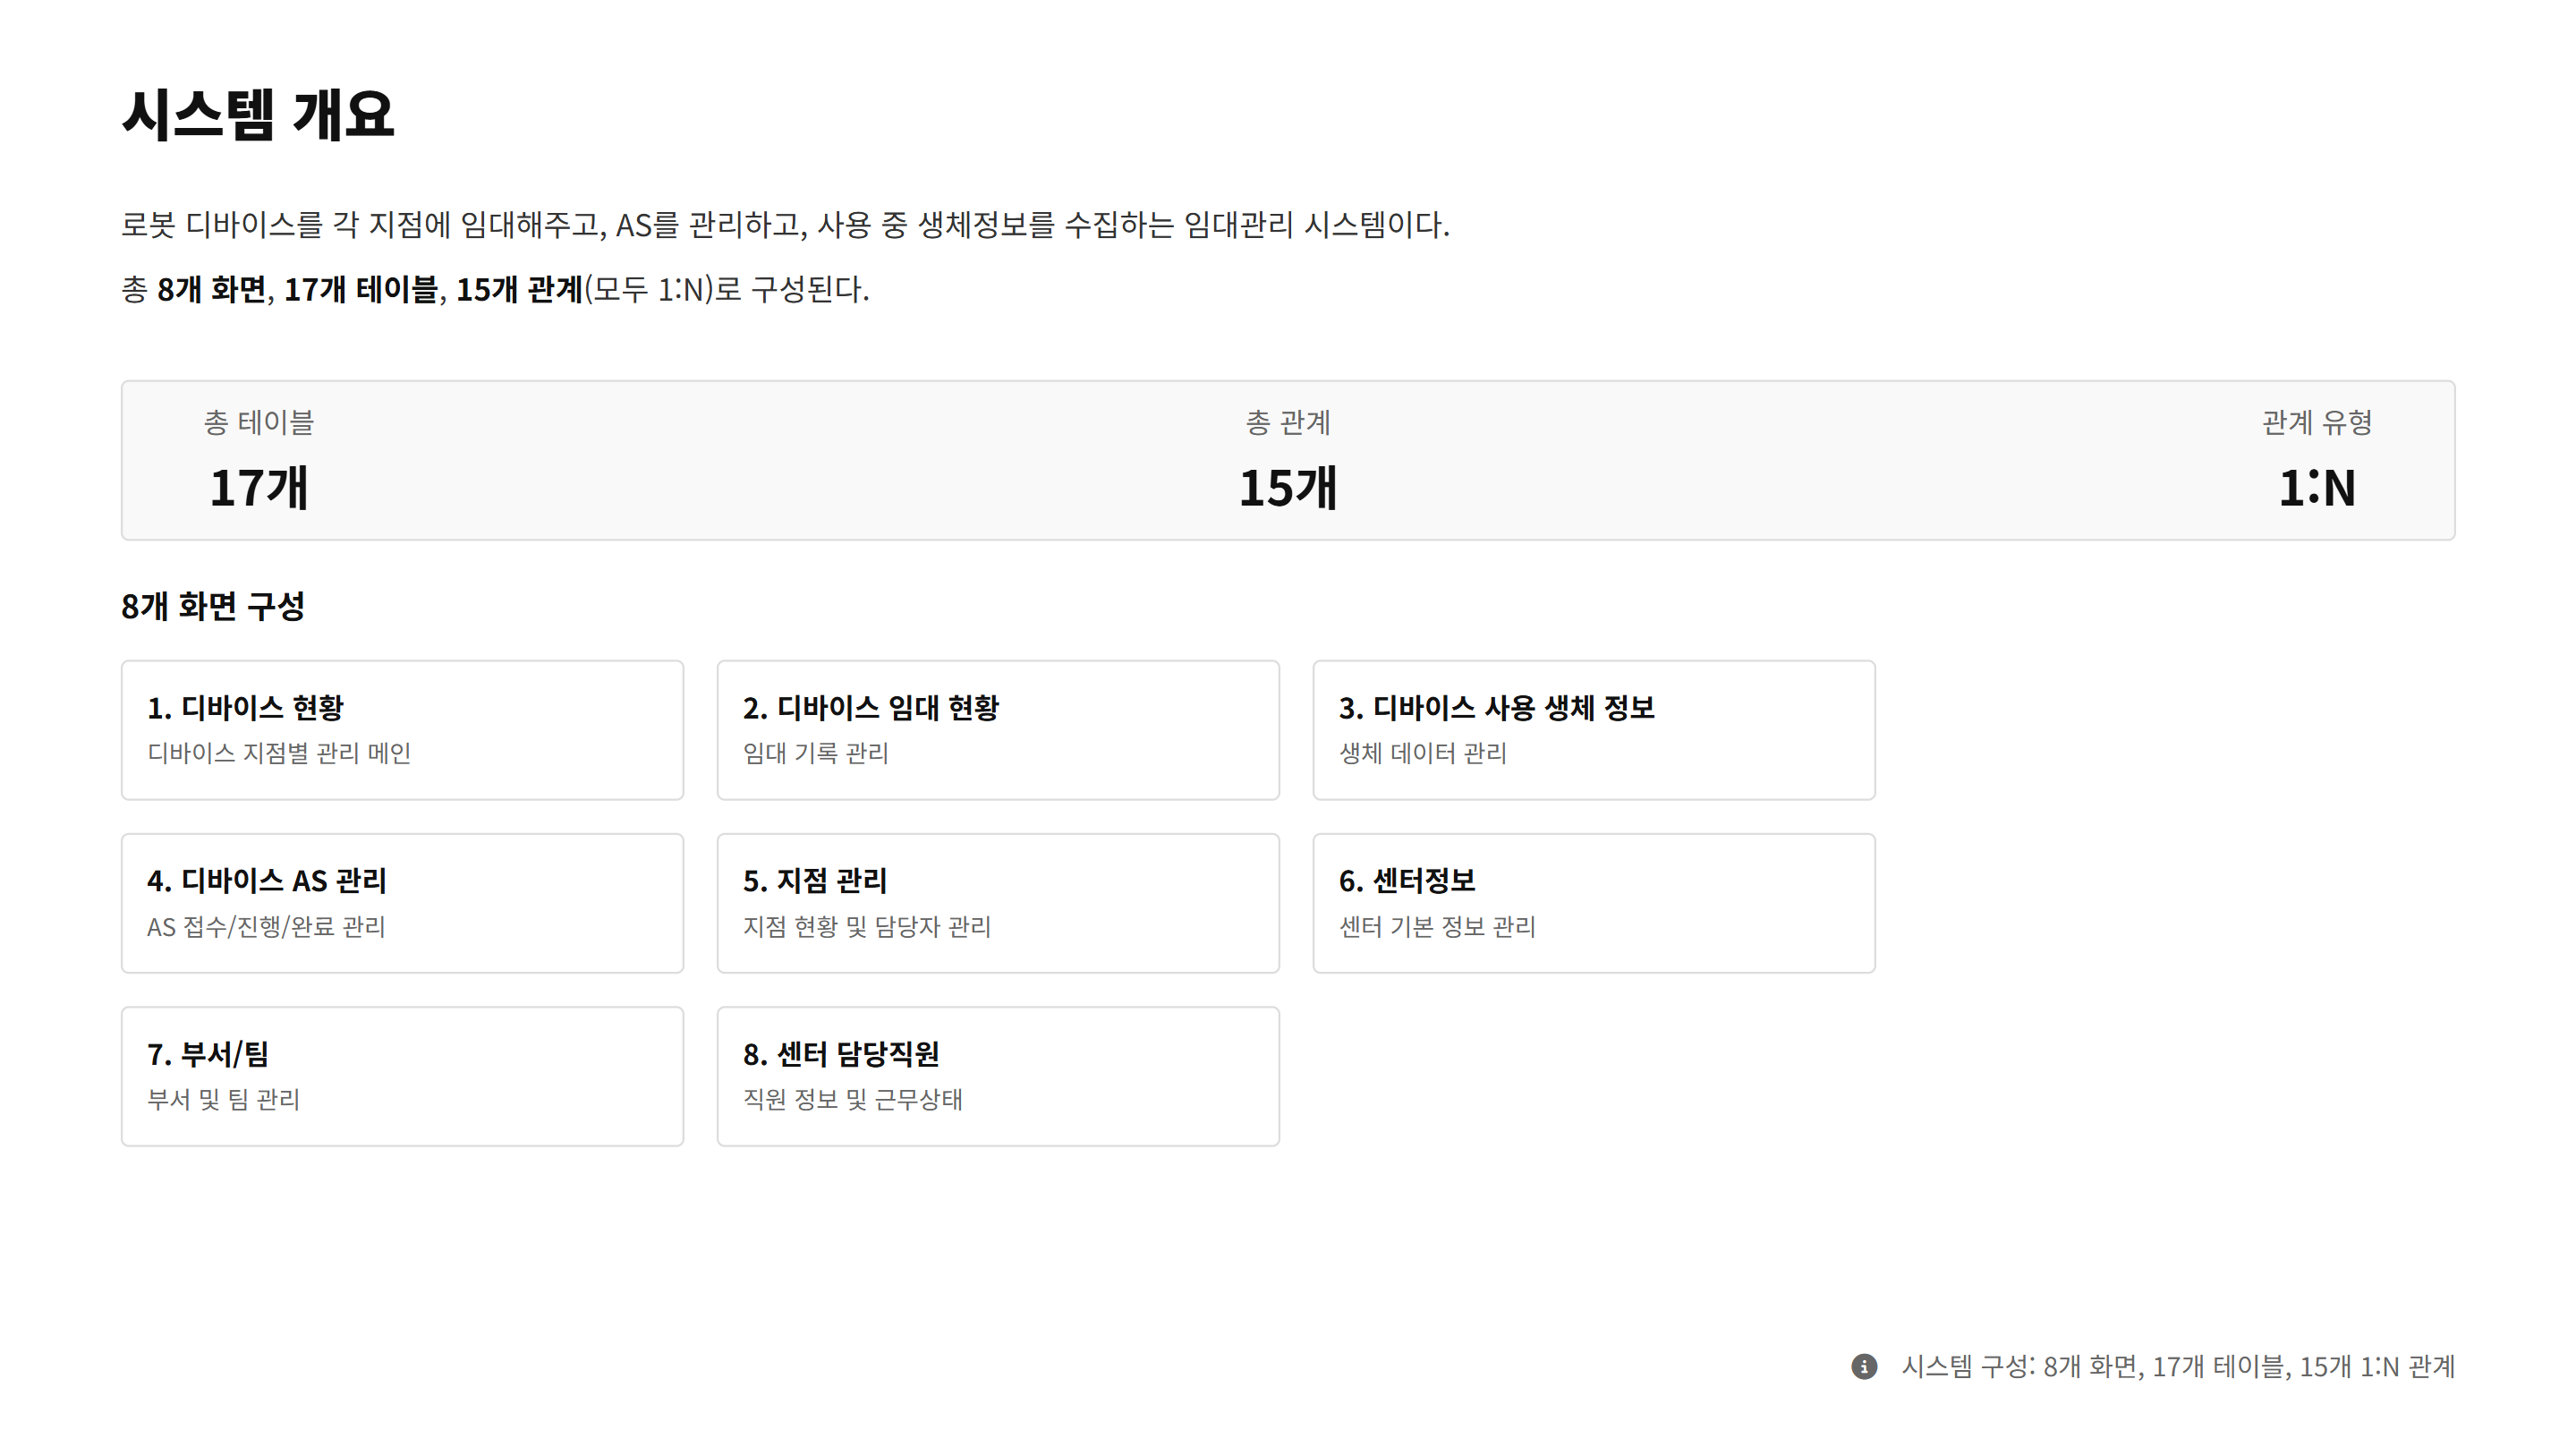 시스템 개요
로봇 디바이스를 각 지점에 임대해주고, AS를 관리하고, 사용 중 생체정보를 수집하는 임대관리 시스템이다.
총 8개 화면, 17개 테이블, 15개 관계(모두 1:N)로 구성된다.
총 테이블
17개
총 관계
15개
관계 유형
1:N
8개 화면 구성
1. 디바이스 현황
디바이스 지점별 관리 메인
2. 디바이스 임대 현황
임대 기록 관리
3. 디바이스 사용 생체 정보
생체 데이터 관리
4. 디바이스 AS 관리
AS 접수/진행/완료 관리
5. 지점 관리
지점 현황 및 담당자 관리
6. 센터정보
센터 기본 정보 관리
7. 부서/팀
부서 및 팀 관리
8. 센터 담당직원
직원 정보 및 근무상태
시스템 구성: 8개 화면, 17개 테이블, 15개 1:N 관계